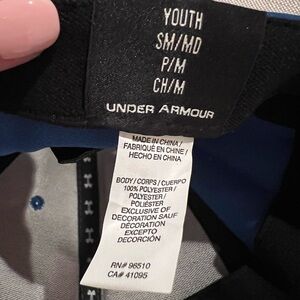 YOUTH
SM/MD
P/M
CH/M
UNDER ARMOUR
MADE IN CHINA /
FABRIQUÉ EN CHINE /
HECHO EN CHINA
BODY / CORPS / CUERPO
100% POLYESTER /
POLYESTER /
POLIÉSTER
EXCLUSIVE OF
DECORATION SAUF
DÉCORATION
EXCEPTO
DECORCIÓN
RN# 96510
CA# 41095